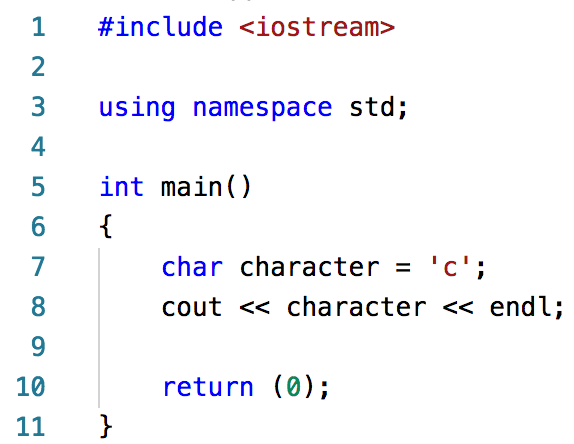 1 #include <iostream>
2
3 using namespace std;
4
5 int main()
6 {
7 char character = 'c';
8 cout << character << endl;
9
10 return (0);
11 }